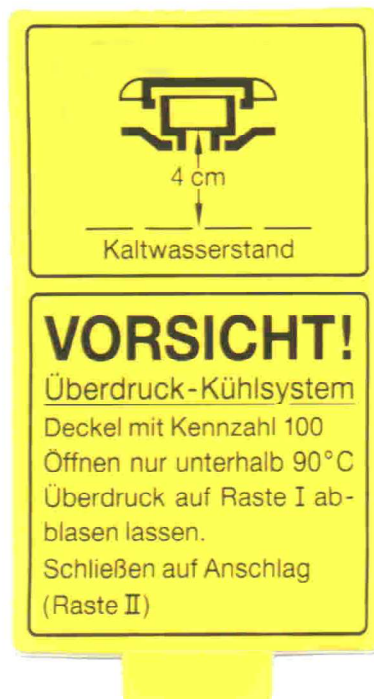 4 cm
Kaltwasserstand
VORSICHT!
Überdruck-Kühlsystem
Deckel mit Kennzahl 100
Öffnen nur unterhalb 90°C
Überdruck auf Raste I ab-
blasen lassen.
Schließen auf Anschlag
(Raste II)